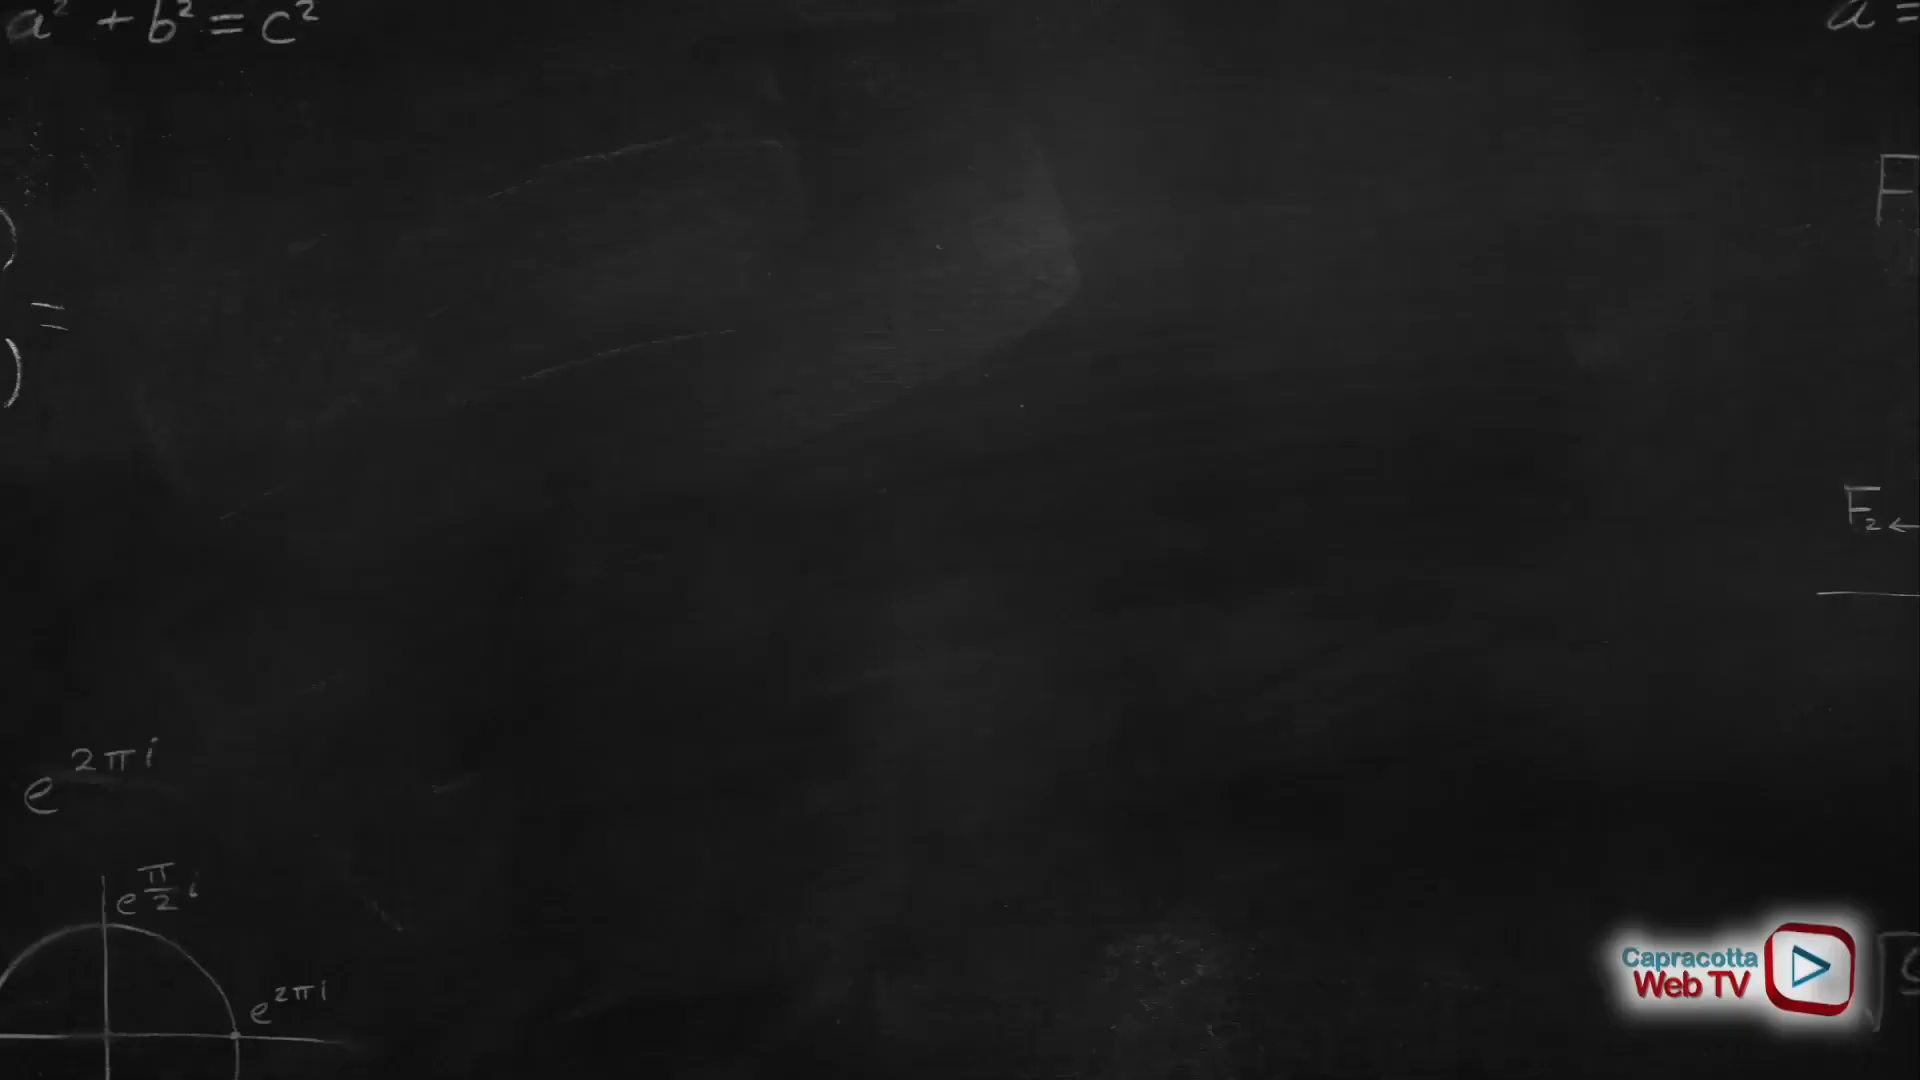 a² + b² = c²
a =
)
F
=
)
F₂ ←
e^2πi
e^π/2 i
e^2πi
Capracotta
Web TV